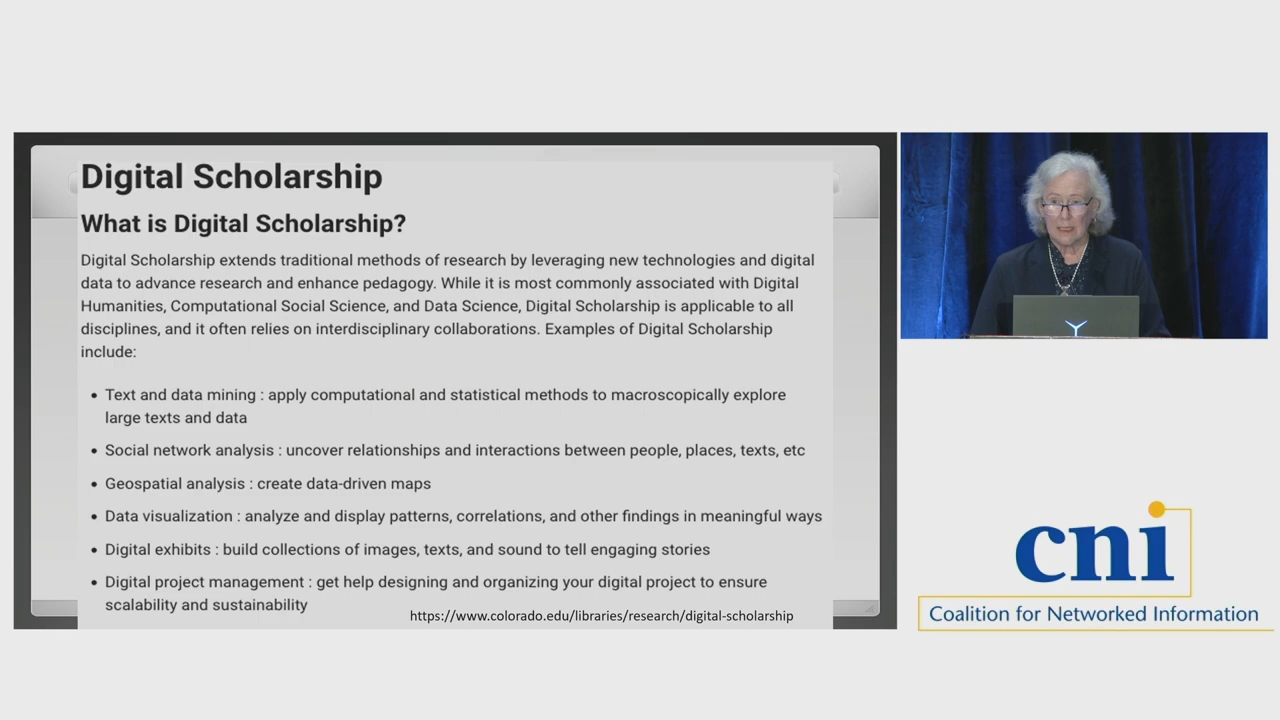 Digital Scholarship
What is Digital Scholarship?
Digital Scholarship extends traditional methods of research by leveraging new technologies and digital
data to advance research and enhance pedagogy. While it is most commonly associated with Digital
Humanities, Computational Social Science, and Data Science, Digital Scholarship is applicable to all
disciplines, and it often relies on interdisciplinary collaborations. Examples of Digital Scholarship
include:
• Text and data mining : apply computational and statistical methods to macroscopically explore
large texts and data
• Social network analysis : uncover relationships and interactions between people, places, texts, etc
• Geospatial analysis : create data-driven maps
• Data visualization : analyze and display patterns, correlations, and other findings in meaningful ways
• Digital exhibits : build collections of images, texts, and sound to tell engaging stories
• Digital project management : get help designing and organizing your digital project to ensure
scalability and sustainability
https://www.colorado.edu/libraries/research/digital-scholarship
cni
Coalition for Networked Information